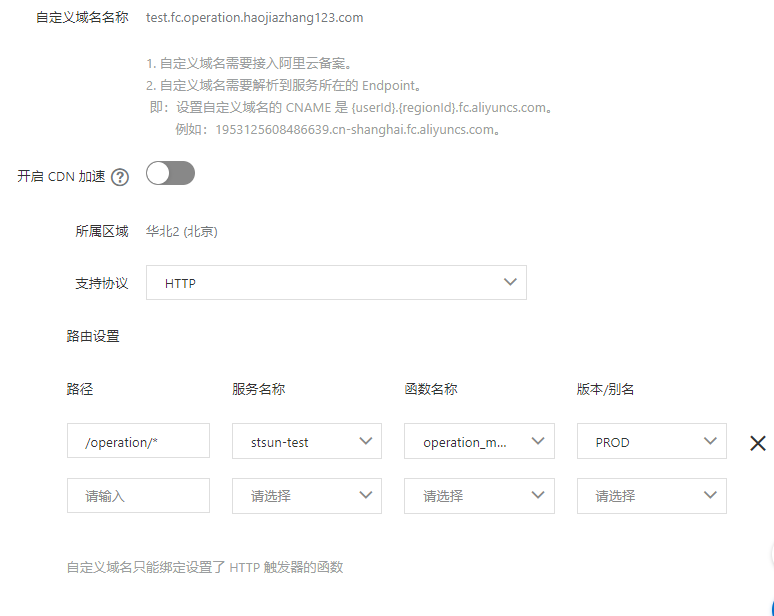 自定义域名名称 test.fc.operation.haojiazhang123.com
1. 自定义域名需要接入阿里云备案。
2. 自定义域名需要解析到服务所在的 Endpoint。
即：设置自定义域名的 CNAME 是 {userId}.{regionId}.fc.aliyuncs.com。
例如：1953125608486639.cn-shanghai.fc.aliyuncs.com。
开启 CDN 加速 ?
所属区域 华北2 (北京)
支持协议 HTTP
路由设置
路径 服务名称 函数名称 版本/别名
/operation/* stsun-test operation_m... PROD
请输入 请选择 请选择 请选择
自定义域名只能绑定设置了 HTTP 触发器的函数